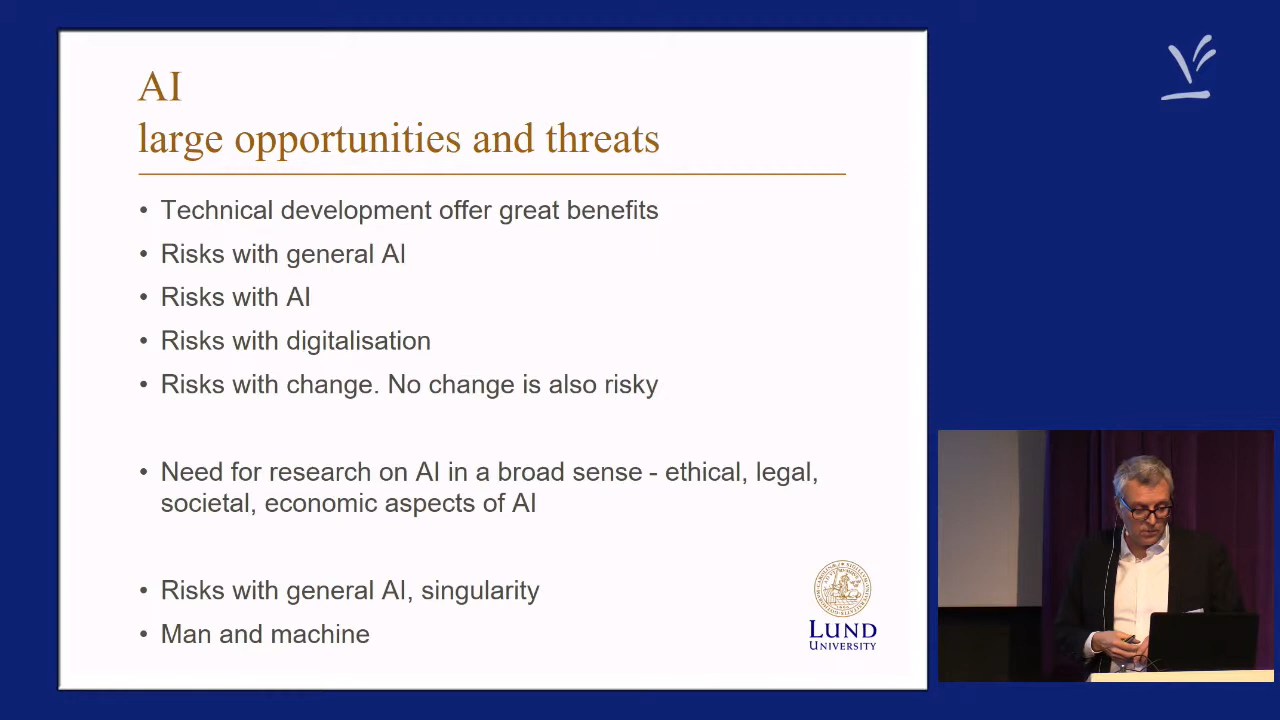 AI
large opportunities and threats
• Technical development offer great benefits
• Risks with general AI
• Risks with AI
• Risks with digitalisation
• Risks with change. No change is also risky
• Need for research on AI in a broad sense - ethical, legal,
societal, economic aspects of AI
• Risks with general AI, singularity
• Man and machine
LUND
UNIVERSITY